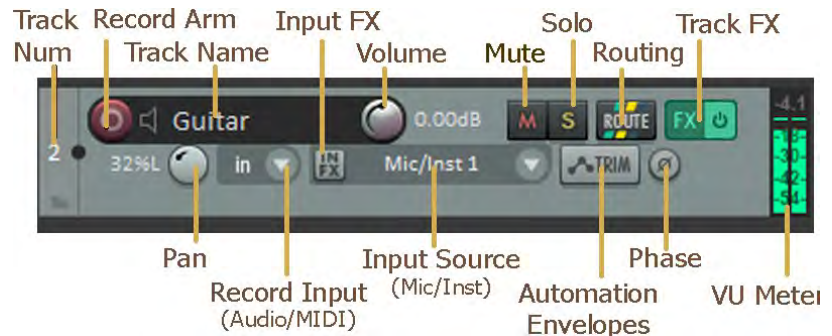 Track Num
Record Arm
Track Name
Input FX
Volume
Mute
Solo
Routing
Track FX
Guitar
0.00dB
M
S
ROUTE
FX
-4.1
-18-
-30-
-42-
-54-
2
32%L
in
IN FX
Mic/Inst 1
TRIM
Ø
Pan
Record Input
(Audio/MIDI)
Input Source
(Mic/Inst)
Automation
Envelopes
Phase
VU Meter